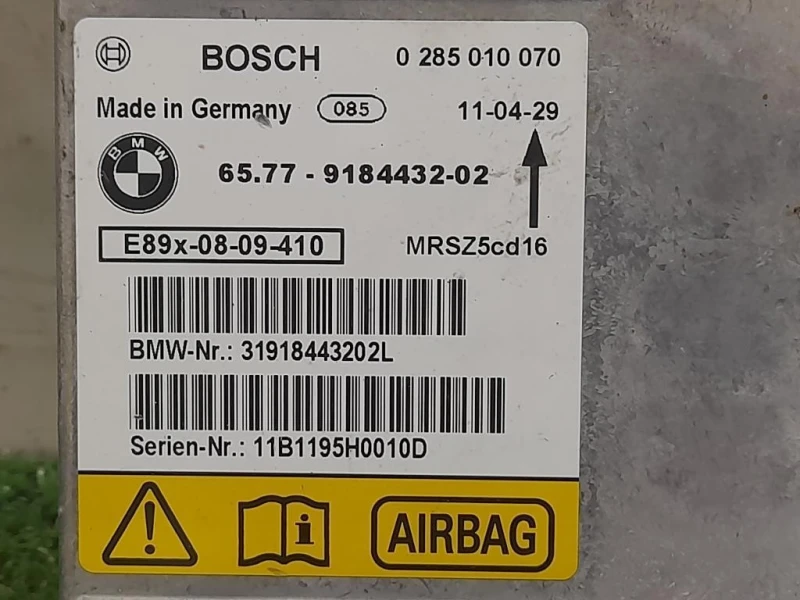 BOSCH 0 285 010 070
Made in Germany 085 11-04-29
BMW
65.77 - 9184432-02
E89x-08-09-410 MRSZ5cd16
BMW-Nr.: 31918443202L
Serien-Nr.: 11B1195H0010D
AIRBAG